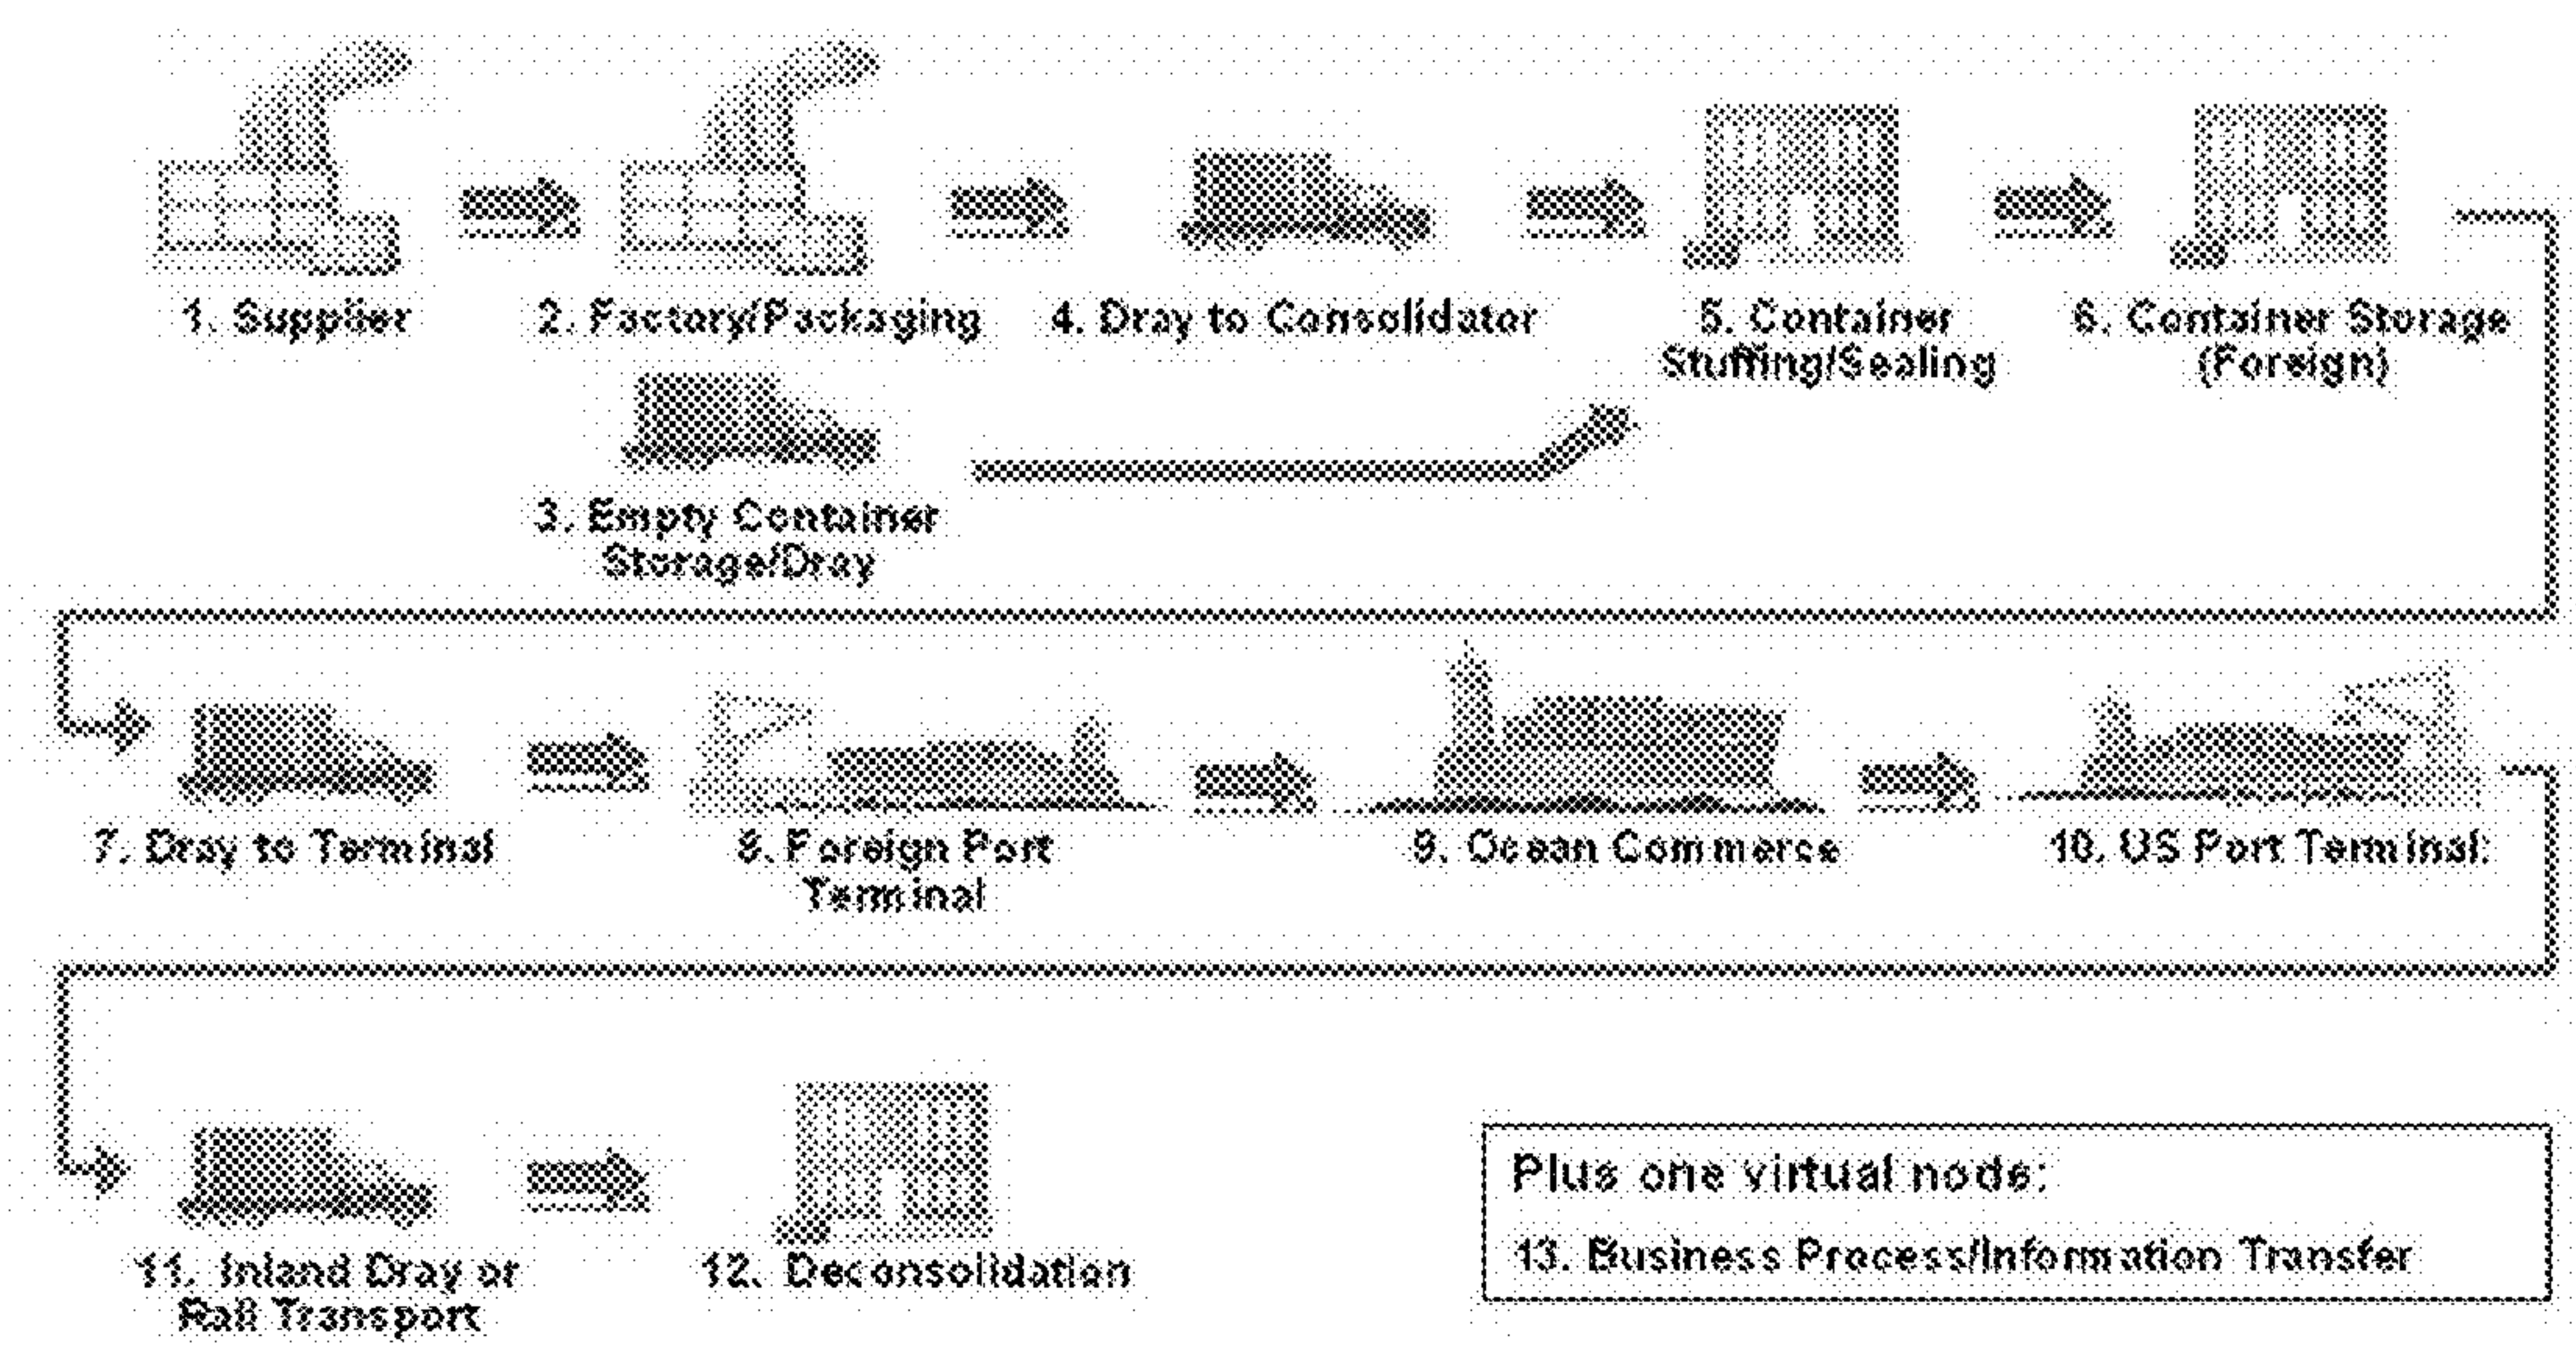 1. Supplier
2. Factory/Packaging
4. Dray to Consolidator
5. Container
Stuffing/Sealing
6. Container Storage
(Foreign)
3. Empty Container
Storage/Dray
7. Dray to Terminal
8. Foreign Port
Terminal
9. Ocean Commerce
10. US Port Terminal:
11. Inland Dray or
Rail Transport
12. Deconsolidation
Plus one virtual node:
13. Business Process/Information Transfer